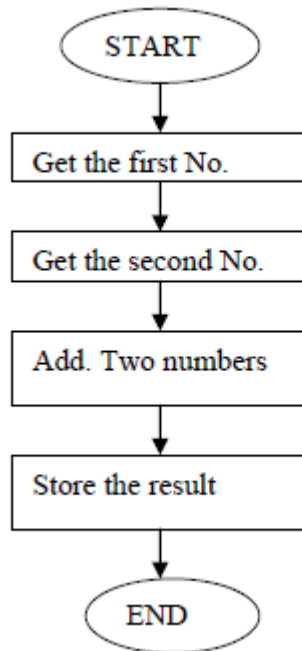 START
Get the first No.
Get the second No.
Add. Two numbers
Store the result
END